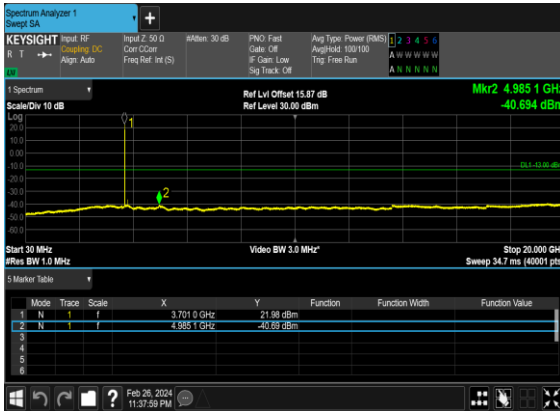 Spectrum Analyzer 1
Swept SA
KEYSIGHT Input: RF Input Z: 50 Ω #Atten: 30 dB PNO: Fast Avg Type: Power (RMS) 1 2 3 4 5 6
R T Coupling: DC Corr CCorr Gate: Off Avg|Hold: 100/100 A W W W W W
Align: Auto Freq Ref: Int (S) IF Gain: Low Trig: Free Run
Sig Track: Off A N N N N N
1 Spectrum Ref Lvl Offset 15.87 dB Mkr2 4.985 1 GHz
Scale/Div 10 dB Ref Level 30.00 dBm -40.694 dBm
Log
20.0
10.0
0.00
-10.0
DL1 -13.00 dBm
-20.0
-30.0
-40.0
-50.0
-60.0
1
2
Start 30 MHz Video BW 3.0 MHz* Stop 20.000 GHz
#Res BW 1.0 MHz Sweep 34.7 ms (40001 pts)
5 Marker Table
Mode Trace Scale X Y Function Function Width Function Value
1 N 1 f 3.701 0 GHz 21.98 dBm
2 N 1 f 4.985 1 GHz -40.69 dBm
3
4
5
6
? Feb 26, 2024
11:37:59 PM